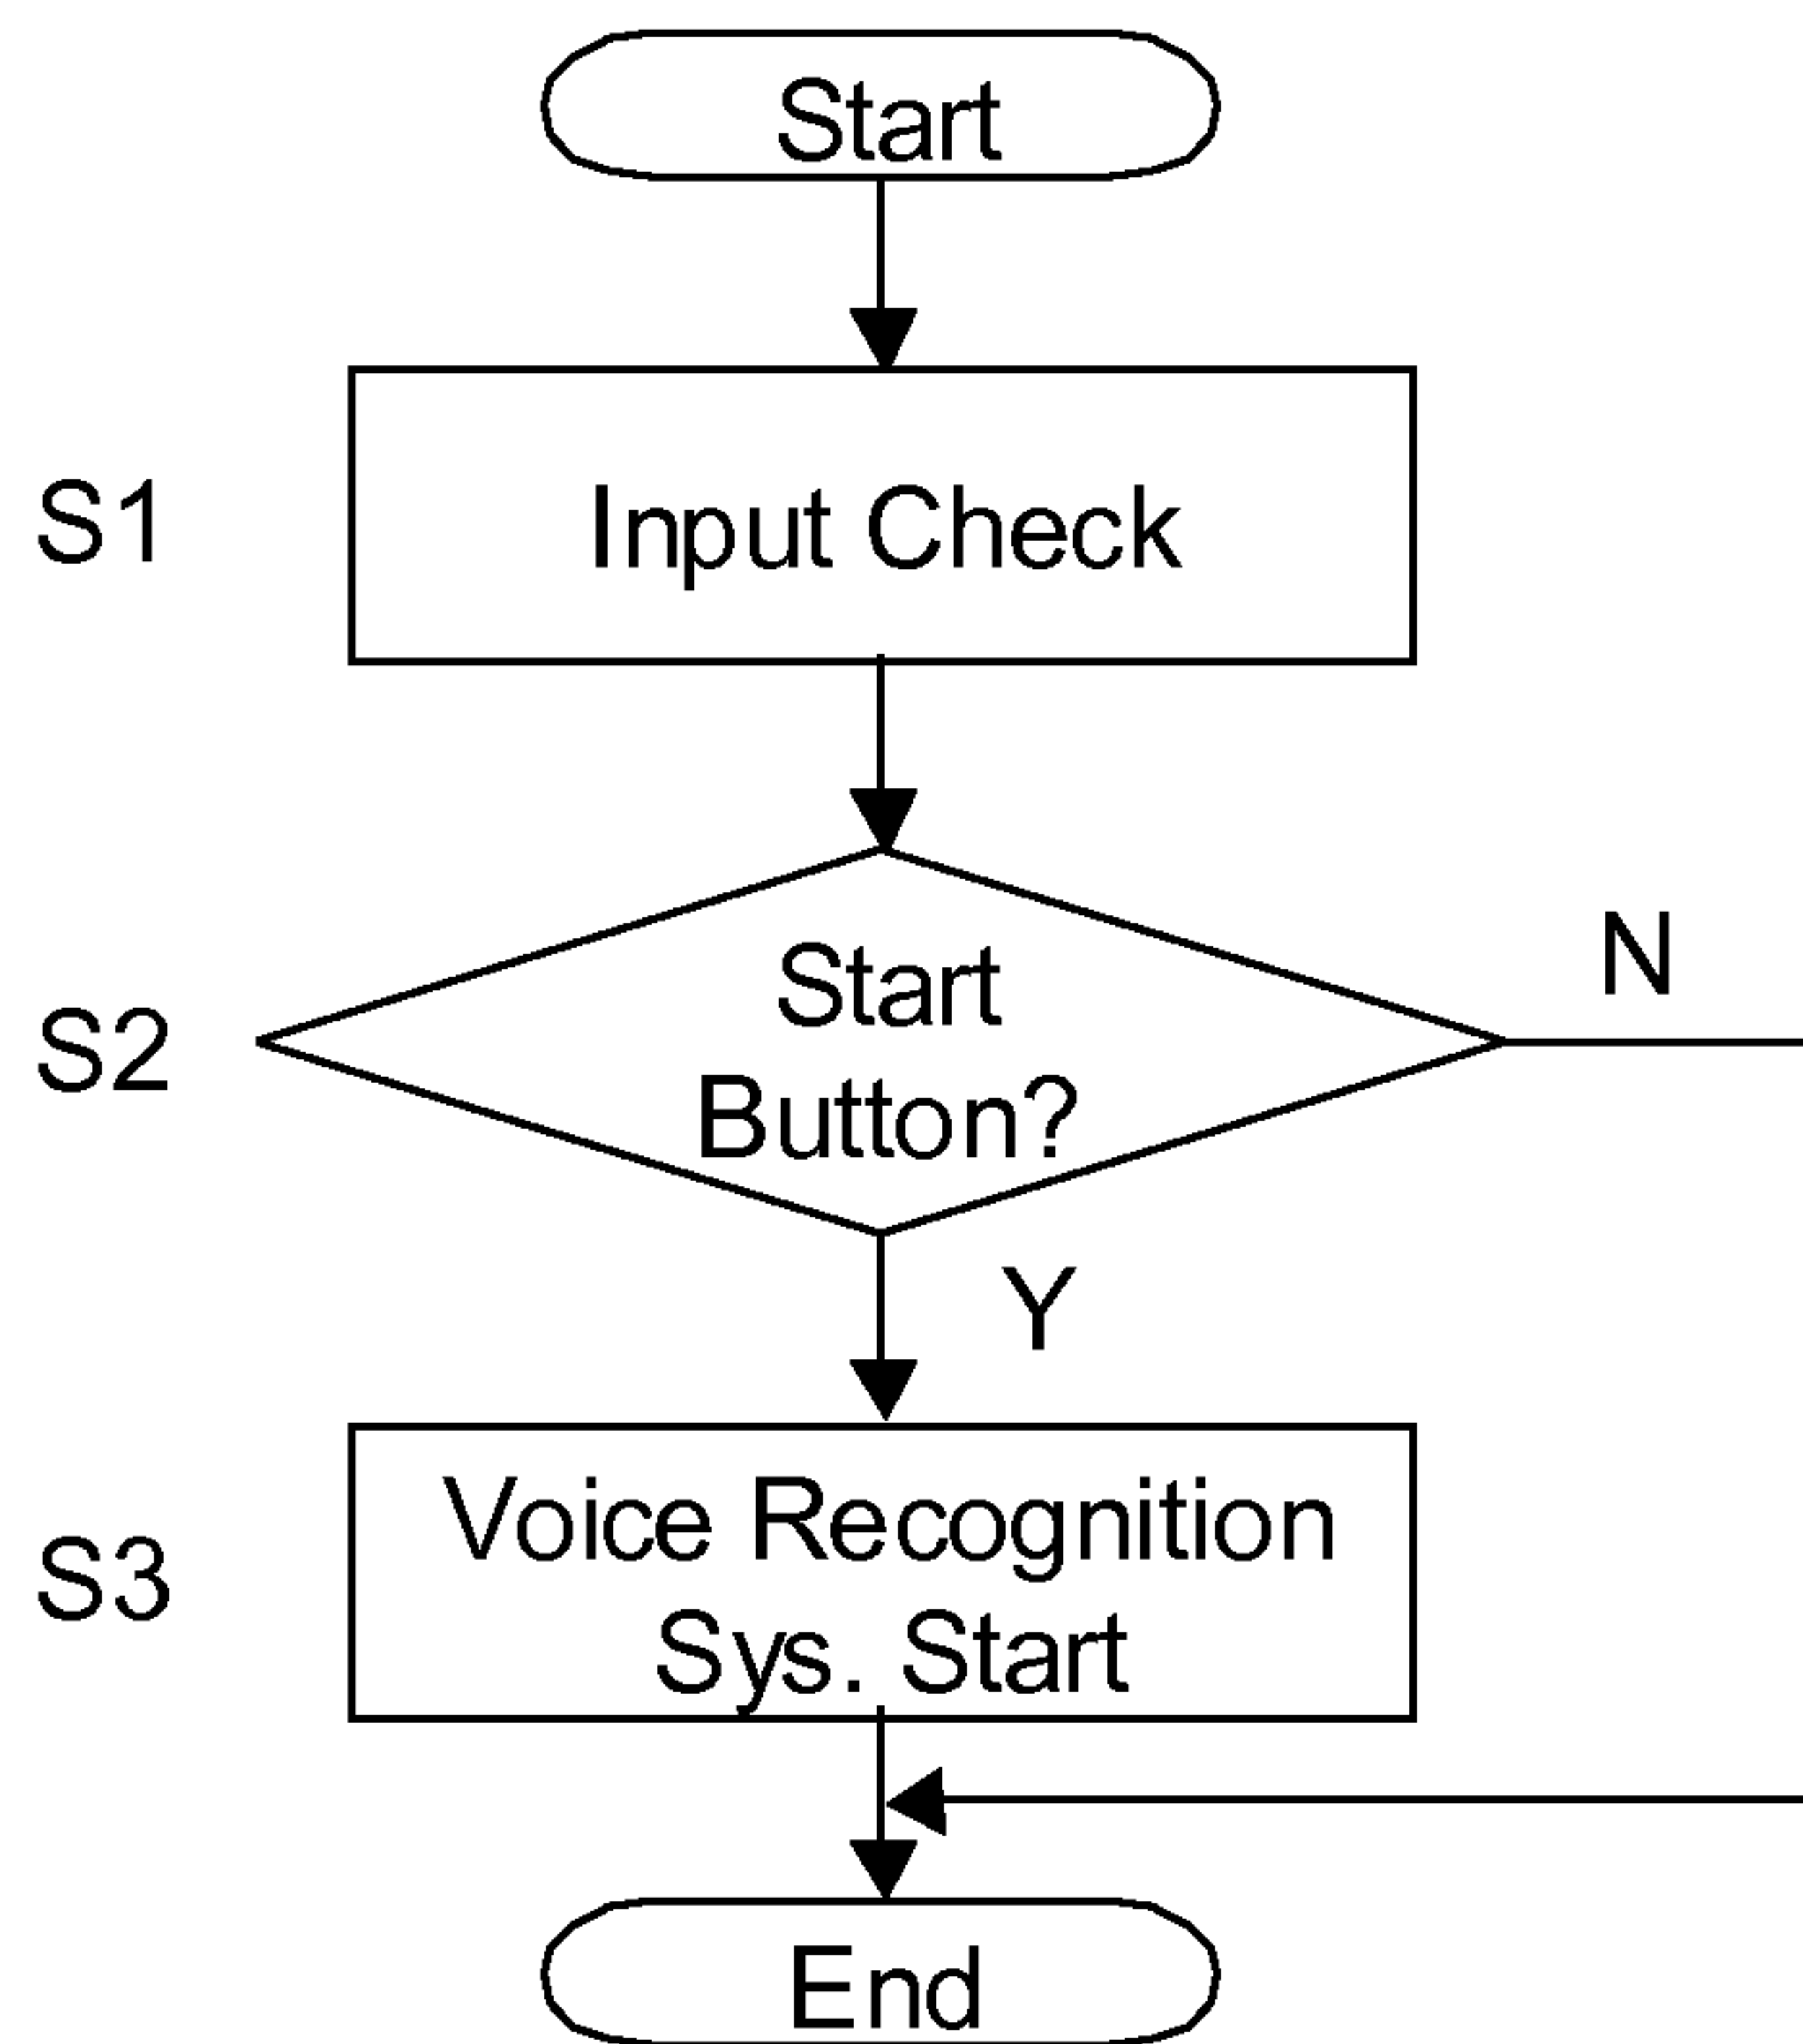 Start
S1
Input Check
S2
Start
Button?
N
Y
S3
Voice Recognition
Sys. Start
End